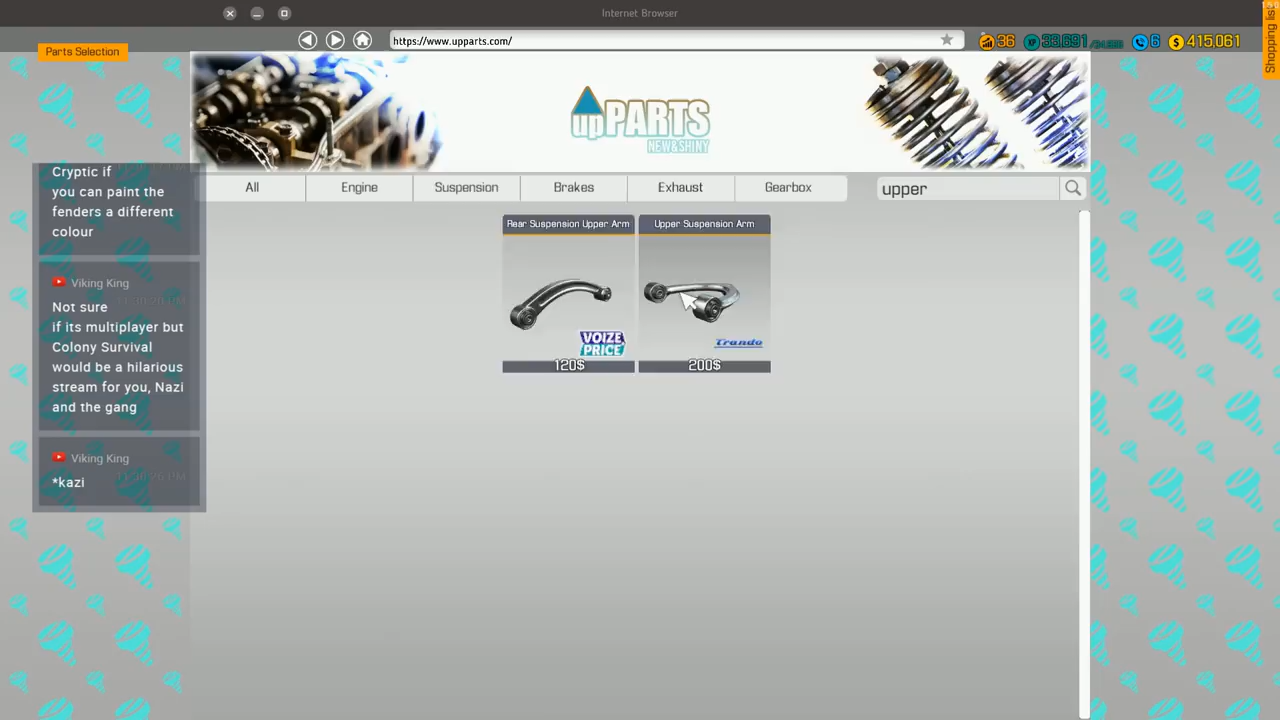 Internet Browser
Parts Selection
https://www.upparts.com/
36
6
415,061
Shopping list
upPARTS
NEW&SHINY
All
Engine
Suspension
Brakes
Exhaust
Gearbox
upper
Rear Suspension Upper Arm
Upper Suspension Arm
VOIZE
PRICE
Trando
120$
200$
Cryptic if
you can paint the
fenders a different
colour
Viking King
Not sure
if its multiplayer but
Colony Survival
would be a hilarious
stream for you, Nazi
and the gang
Viking King
*kazi